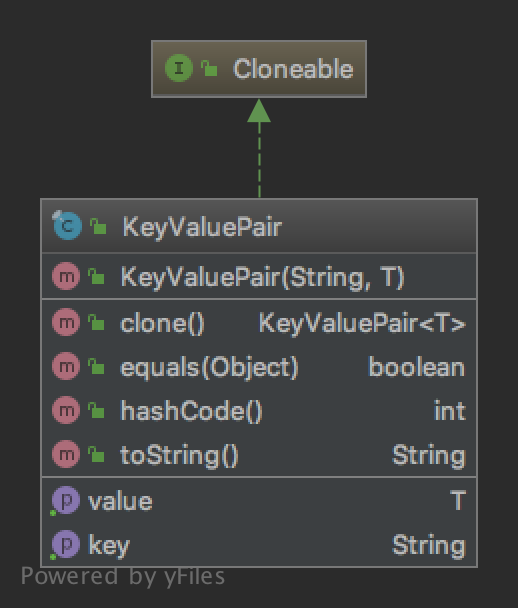 I Cloneable
C KeyValuePair
m KeyValuePair(String, T)
m clone() KeyValuePair<T>
m equals(Object) boolean
m hashCode() int
m toString() String
p value T
p key String
Powered by yFiles